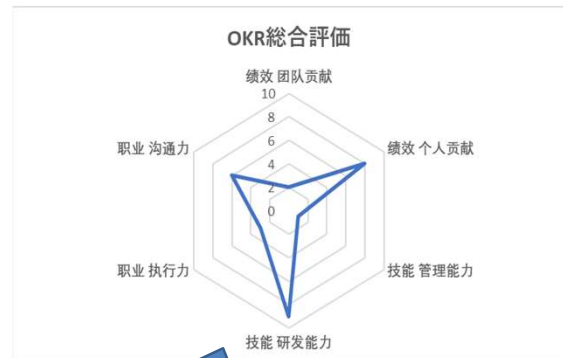 OKR総合評価
绩效 团队贡献
10
8
6
4
2
0
绩效 个人贡献
技能 管理能力
技能 研发能力
职业 执行力
职业 沟通力